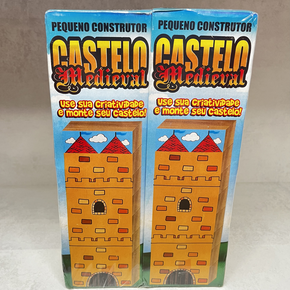 PEQUENO CONSTRUTOR
CASTELO
Medieval
USE SUA CRIATIVIDADE
E MONTE SEU CASTELO!
PEQUENO CONSTRUTOR
CASTELO
Medieval
USE SUA CRIATIVIDADE
E MONTE SEU CASTELO!